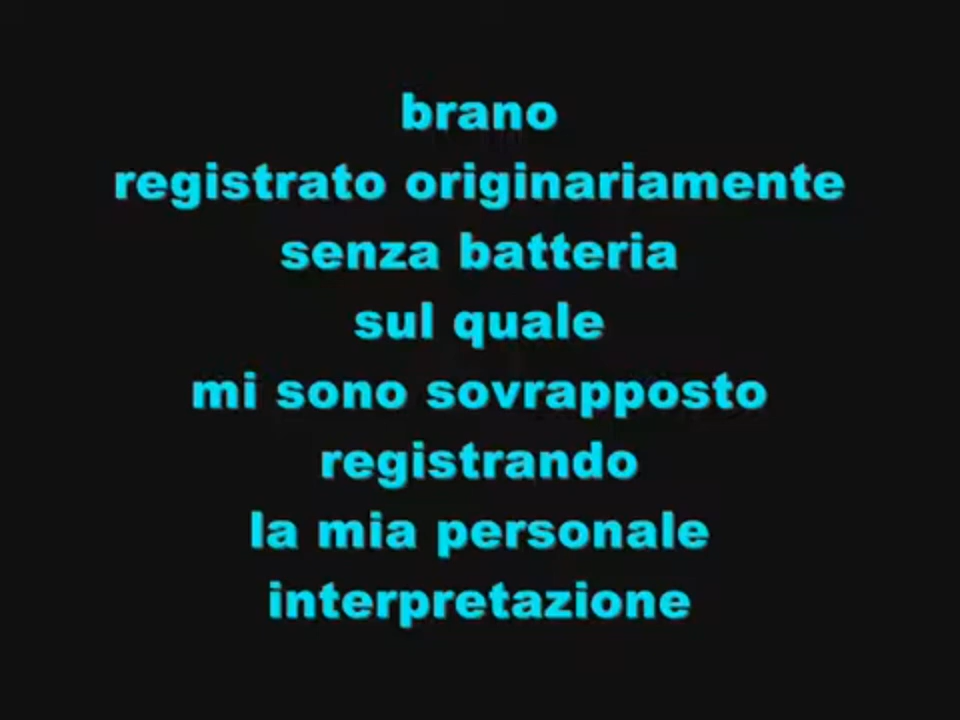 brano
registrato originariamente
senza batteria
sul quale
mi sono sovrapposto
registrando
la mia personale
interpretazione